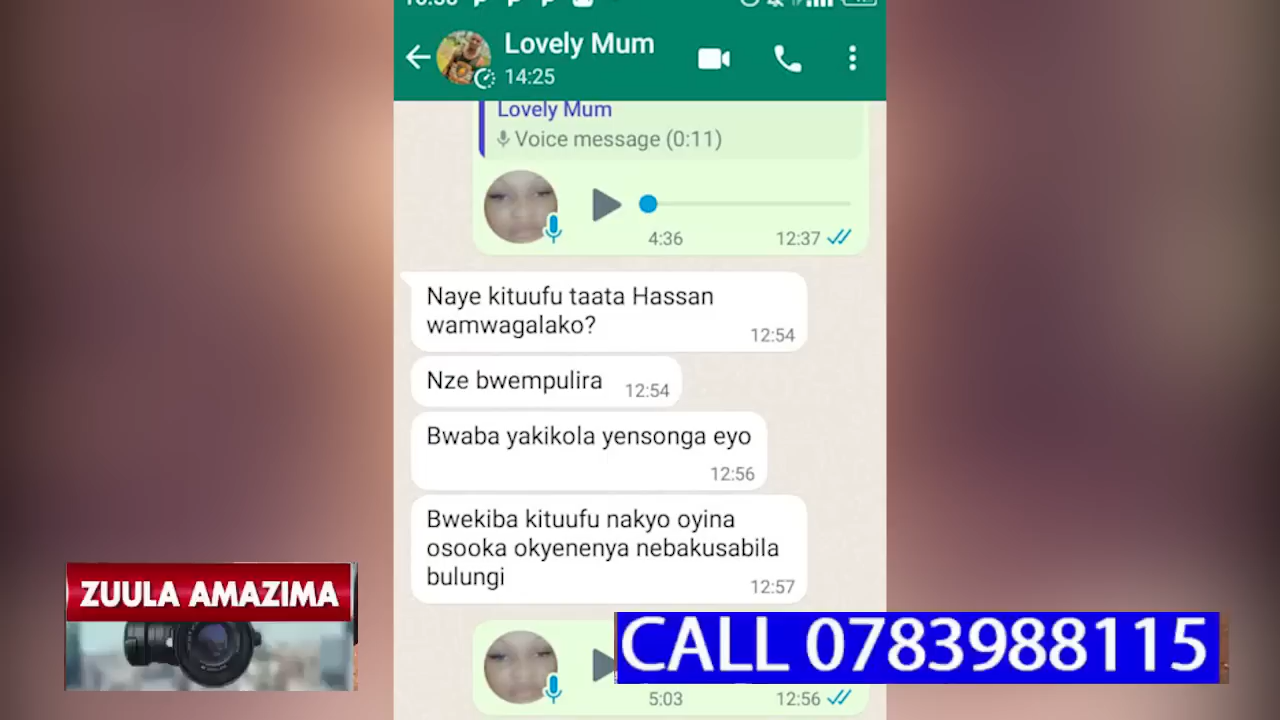 Lovely Mum
14:25
Lovely Mum
Voice message (0:11)
4:36
12:37
Naye kituufu taata Hassan
wamwagalako?
12:54
Nze bwempulira
12:54
Bwaba yakikola yensonga eyo
12:56
Bwekiba kituufu nakyo oyina
osooka okyenenya nebakusabila
bulungi
12:57
5:03
12:56
ZUULA AMAZIMA
CALL 0783988115